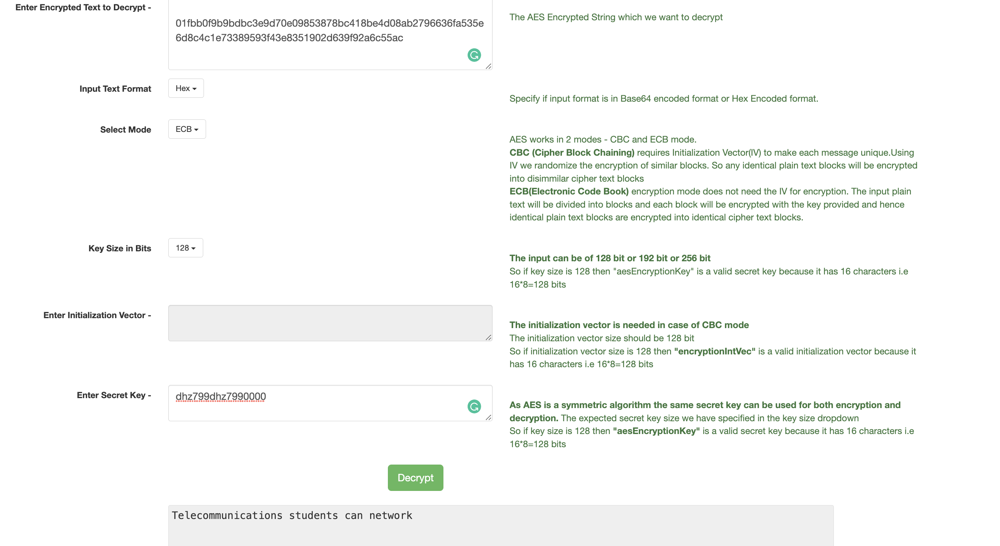 Enter Encrypted Text to Decrypt -
01fbb0f9b9bdbc3e9d70e09853878bc418be4d08ab2796636fa535e
6d8c4c1e73389593f43e8351902d639f92a6c55ac
The AES Encrypted String which we want to decrypt
Input Text Format
Hex
Specify if input format is in Base64 encoded format or Hex Encoded format.
Select Mode
ECB
AES works in 2 modes - CBC and ECB mode.
CBC (Cipher Block Chaining) requires Initialization Vector(IV) to make each message unique.Using
IV we randomize the encryption of similar blocks. So any identical plain text blocks will be encrypted
into disimmilar cipher text blocks
ECB(Electronic Code Book) encryption mode does not need the IV for encryption. The input plain
text will be divided into blocks and each block will be encrypted with the key provided and hence
identical plain text blocks are encrypted into identical cipher text blocks.
Key Size in Bits
128
The input can be of 128 bit or 192 bit or 256 bit
So if key size is 128 then "aesEncryptionKey" is a valid secret key because it has 16 characters i.e
16*8=128 bits
Enter Initialization Vector -
The initialization vector is needed in case of CBC mode
The initialization vector size should be 128 bit
So if initialization vector size is 128 then "encryptionIntVec" is a valid initialization vector because it
has 16 characters i.e 16*8=128 bits
Enter Secret Key -
dhz799dhz7990000
As AES is a symmetric algorithm the same secret key can be used for both encryption and
decryption. The expected secret key size we have specified in the key size dropdown
So if key size is 128 then "aesEncryptionKey" is a valid secret key because it has 16 characters i.e
16*8=128 bits
Decrypt
Telecommunications students can network